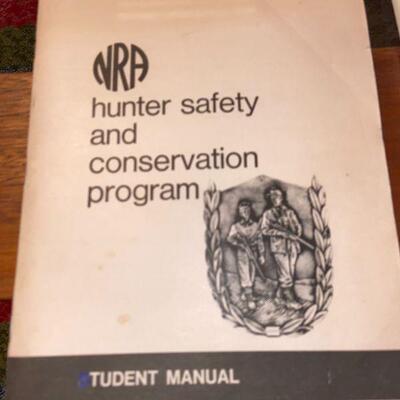 NRA
hunter safety
and
conservation
program
STUDENT MANUAL